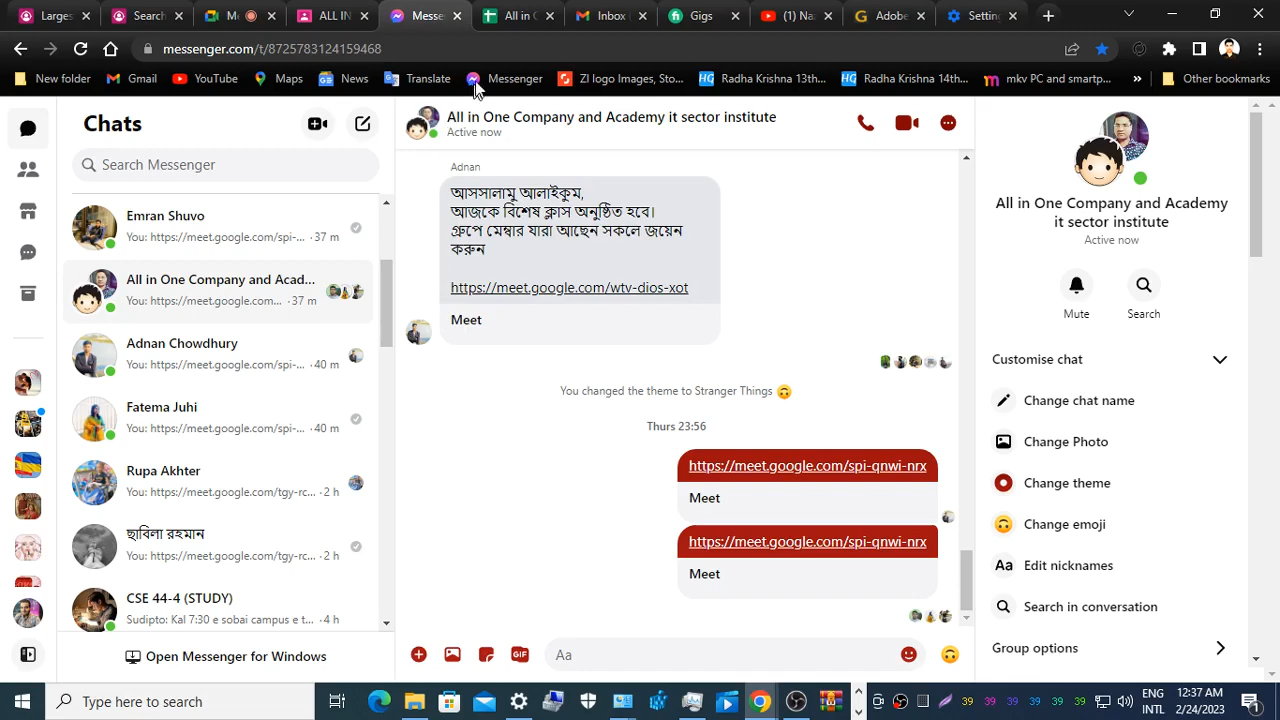 Larges
Search
M
ALL IN
Messe
All in C
Inbox (
Gigs
(1) Na
Adobe
Settin
messenger.com/t/8725783124159468
New folder
Gmail
YouTube
Maps
News
Translate
Messenger
ZI logo Images, Sto...
Radha Krishna 13th...
Radha Krishna 14th...
mkv PC and smartp...
»
Other bookmarks
Chats
Search Messenger
Emran Shuvo
You: https://meet.google.com/spi-... · 37 m
All in One Company and Acad...
You: https://meet.google.com... · 37 m
Adnan Chowdhury
You: https://meet.google.com/spi-... · 40 m
Fatema Juhi
You: https://meet.google.com/spi-... · 40 m
Rupa Akhter
You: https://meet.google.com/tgy-rc... · 2 h
ছাবিলা রহমান
You: https://meet.google.com/tgy-rc... · 2 h
CSE 44-4 (STUDY)
Sudipto: Kal 7:30 e sobai campus e t... · 4 h
Open Messenger for Windows
All in One Company and Academy it sector institute
Active now
Adnan
আসসালামু আলাইকুম,
আজকে বিশেষ ক্লাস অনুষ্ঠিত হবে।
গ্রুপে মেম্বার যারা আছেন সকলে জয়েন
করুন
https://meet.google.com/wtv-dios-xot
Meet
You changed the theme to Stranger Things 🙃
Thurs 23:56
https://meet.google.com/spi-qnwi-nrx
Meet
https://meet.google.com/spi-qnwi-nrx
Meet
GIF
Aa
All in One Company and Academy
it sector institute
Active now
Mute
Search
Customise chat
Change chat name
Change Photo
Change theme
Change emoji
Aa Edit nicknames
Search in conversation
Group options
Type here to search
39 39 39 39 39
ENG
INTL
12:37 AM
2/24/2023
1